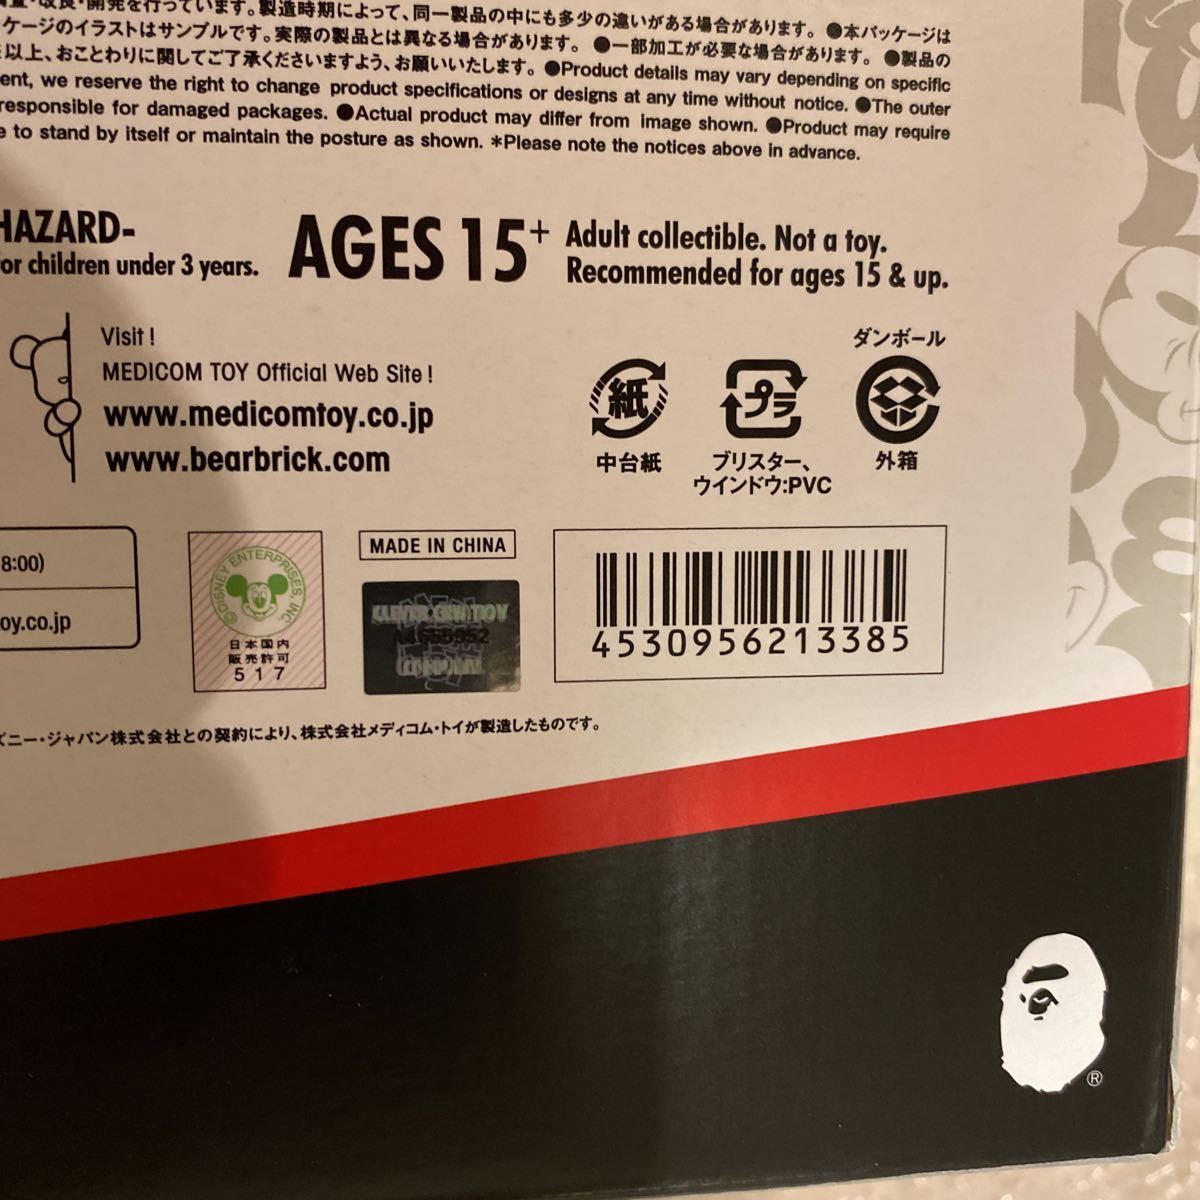 改良・開発を行っています。製造時期によって、同一製品の中にも多少の違いがある場合があります。 ●本パッケージは
ケージのイラストはサンプルです。実際の製品とは異なる場合があります。 ●一部加工が必要な場合があります。 ●製品の
以上、おことわりに関してご了承くださいますよう、お願いいたします。 ●Product details may vary depending on specific
ent, we reserve the right to change product specifications or designs at any time without notice. ●The outer
responsible for damaged packages. ●Actual product may differ from image shown. ●Product may require
e to stand by itself or maintain the posture as shown. *Please note the notices above in advance.
HAZARD-
or children under 3 years.
AGES 15+
Adult collectible. Not a toy.
Recommended for ages 15 & up.
Visit !
MEDICOM TOY Official Web Site !
www.medicomtoy.co.jp
www.bearbrick.com
紙
中台紙
プラ
ブリスター、
ウインドウ:PVC
ダンボール
外箱
8:00)
oy.co.jp
©DISNEY ENTERPRISES INC.
日本国内
販売許可
517
MADE IN CHINA
4530956213385
ズニー・ジャパン株式会社との契約により、株式会社メディコム・トイが製造したものです。
®